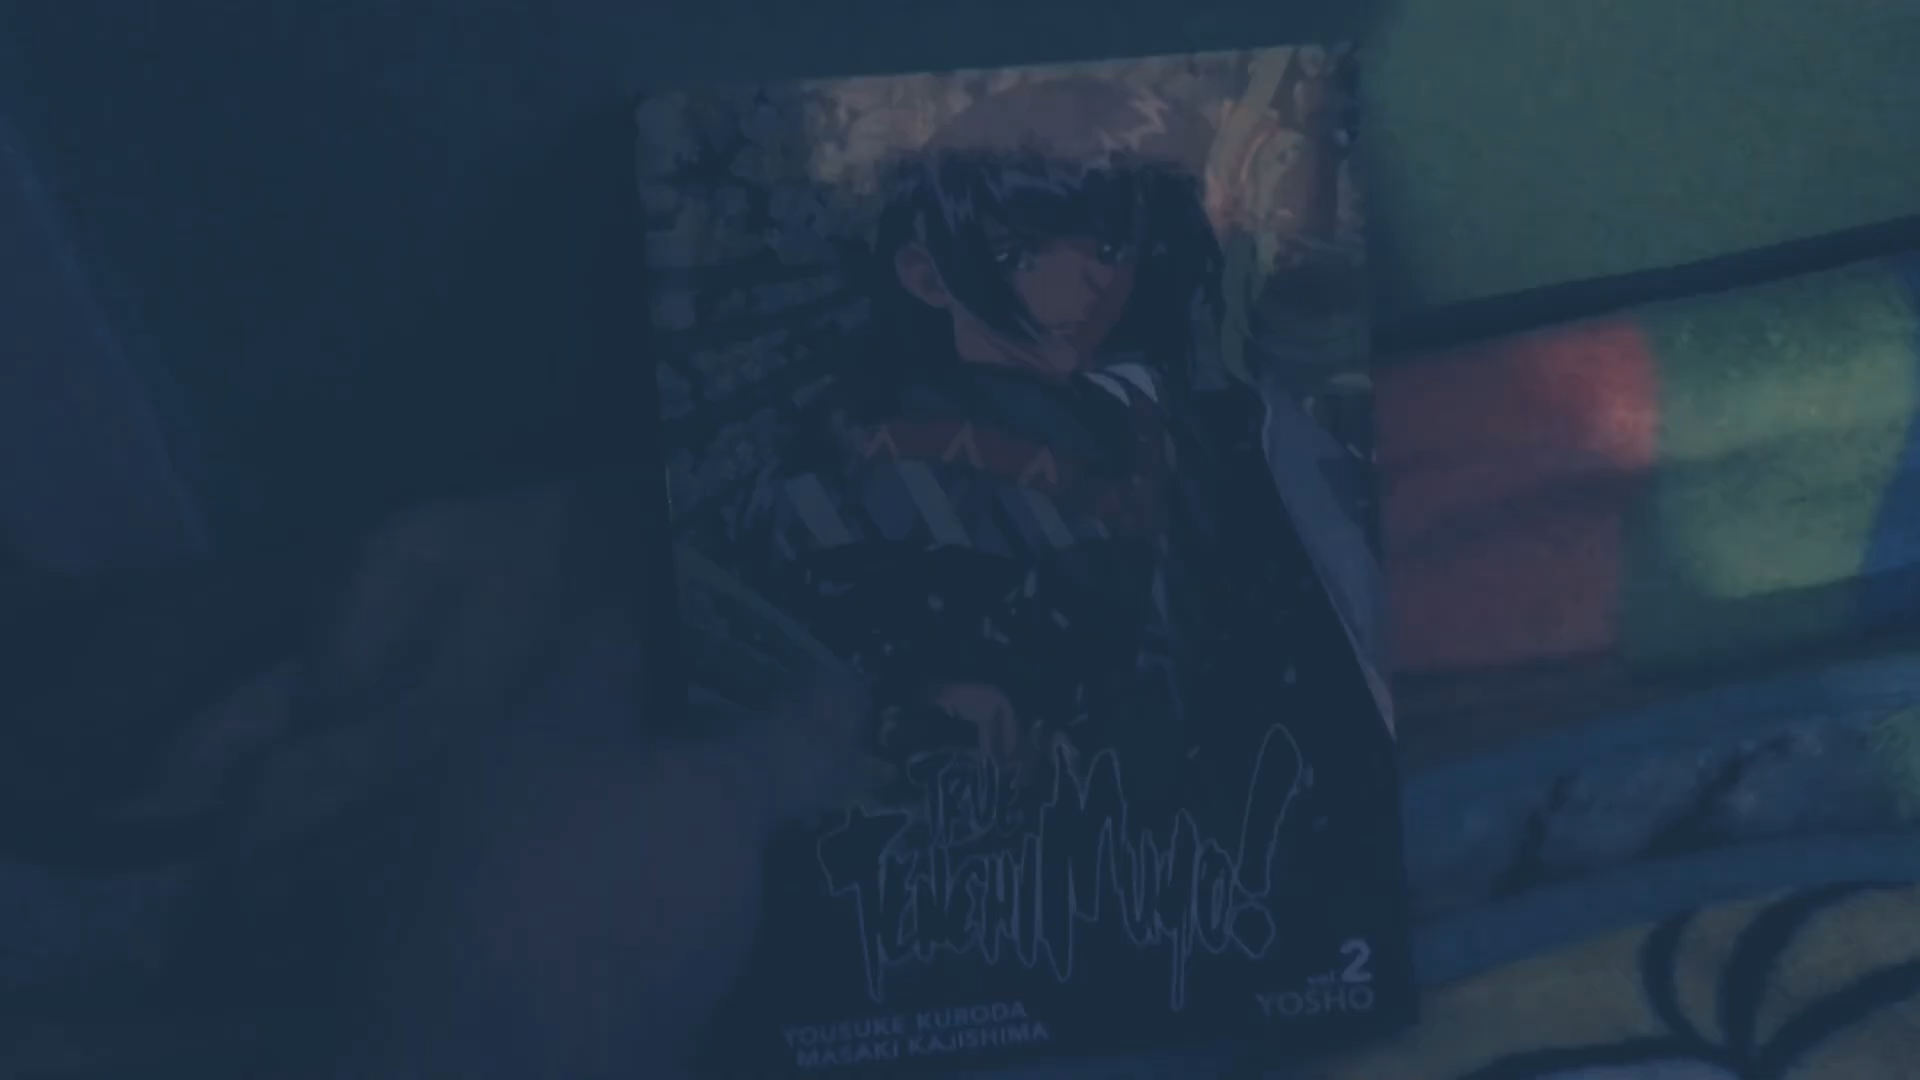 TRUE
TENCHI MUYO!
vol. 2
YOSHO
YOUSUKE KURODA
MASAKI KAJISHIMA